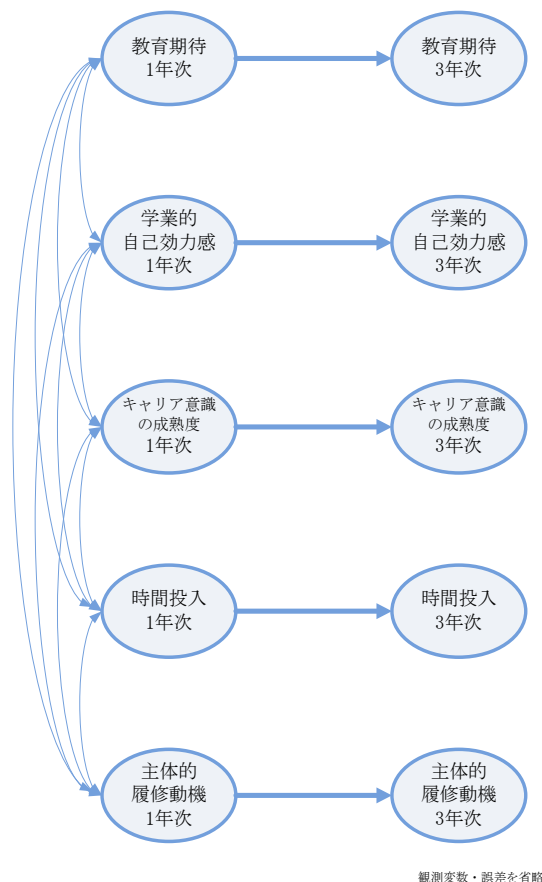 教育期待
1年次
教育期待
3年次
学業的
自己効力感
1年次
学業的
自己効力感
3年次
キャリア意識
の成熟度
1年次
キャリア意識
の成熟度
3年次
時間投入
1年次
時間投入
3年次
主体的
履修動機
1年次
主体的
履修動機
3年次
観測変数・誤差を省略